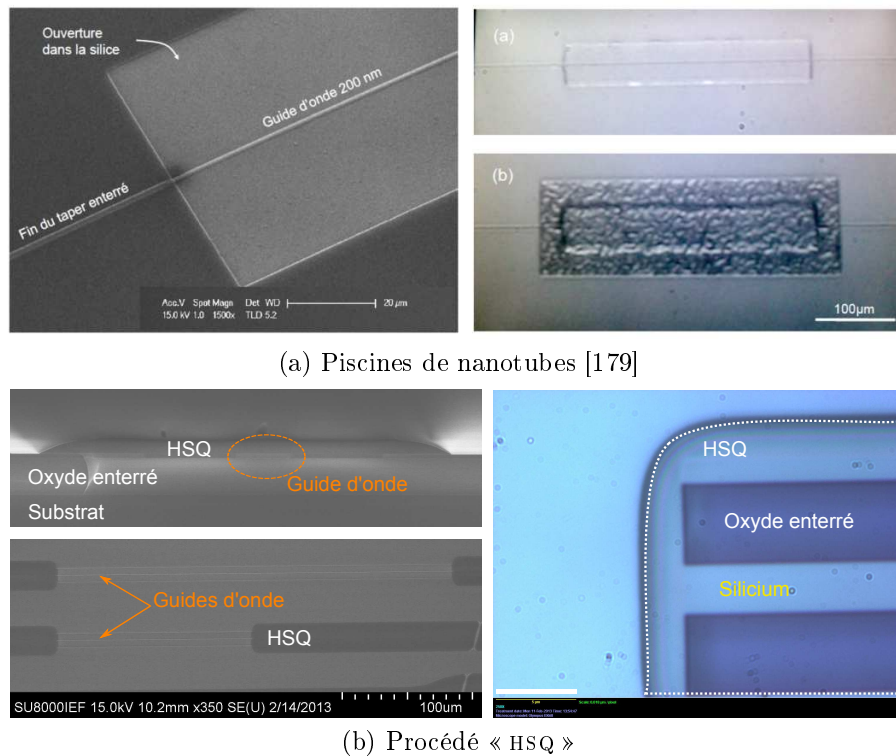 Ouverture
dans la silice
Guide d'onde 200 nm
Fin du taper enterré
Acc.V Spot Magn Det WD
15.0 kV 1.0 1500x TLD 5.2
20 µm
(a)
(b)
100µm
(a) Piscines de nanotubes [179]
HSQ
Oxyde enterré
Guide d'onde
Substrat
Guides d'onde
HSQ
SU8000IEF 15.0kV 10.2mm x350 SE(U) 2/14/2013
100um
HSQ
Oxyde enterré
Silicium
(b) Procédé « HSQ »